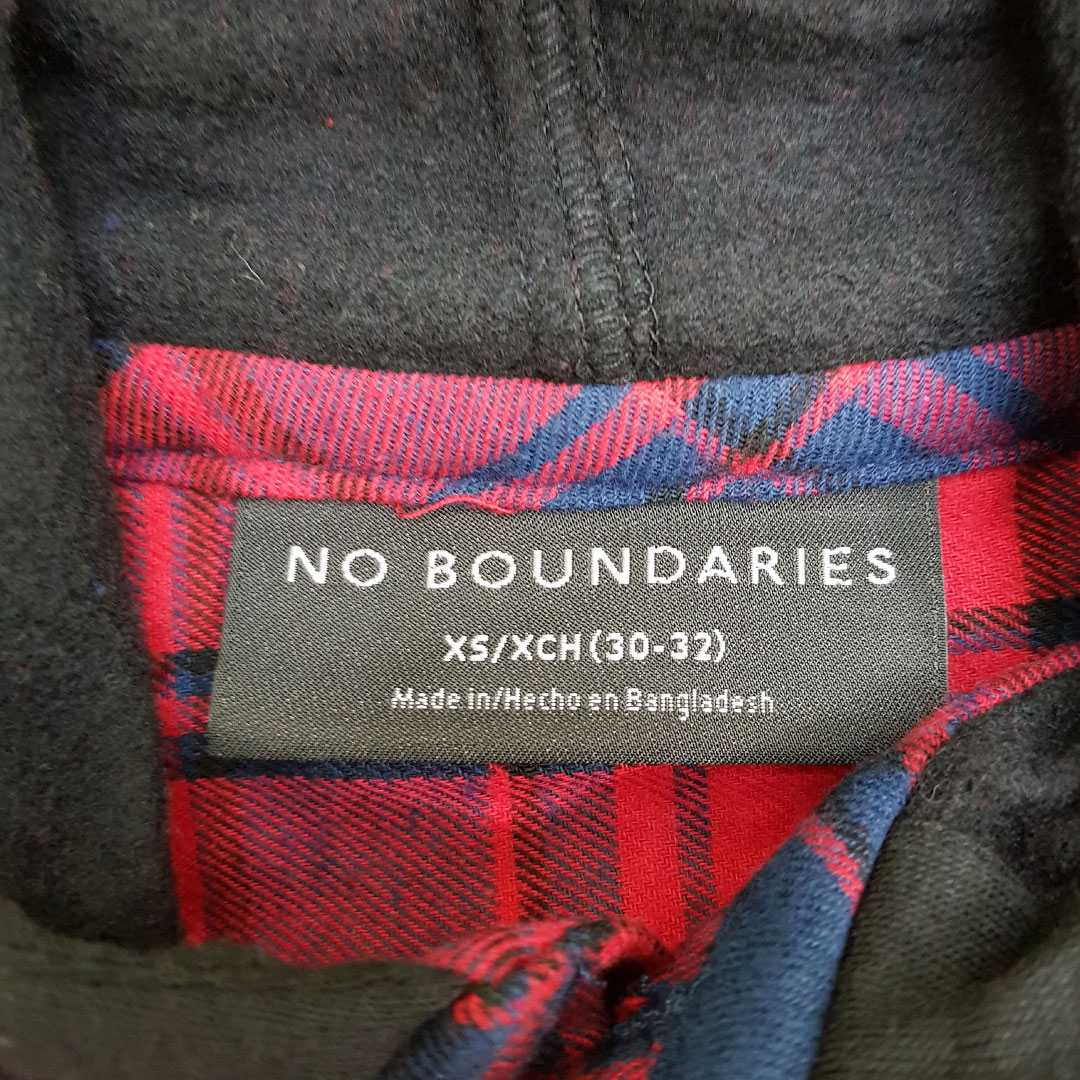 NO BOUNDARIES
XS/XCH (30-32)
Made in/Hecho en Bangladesh